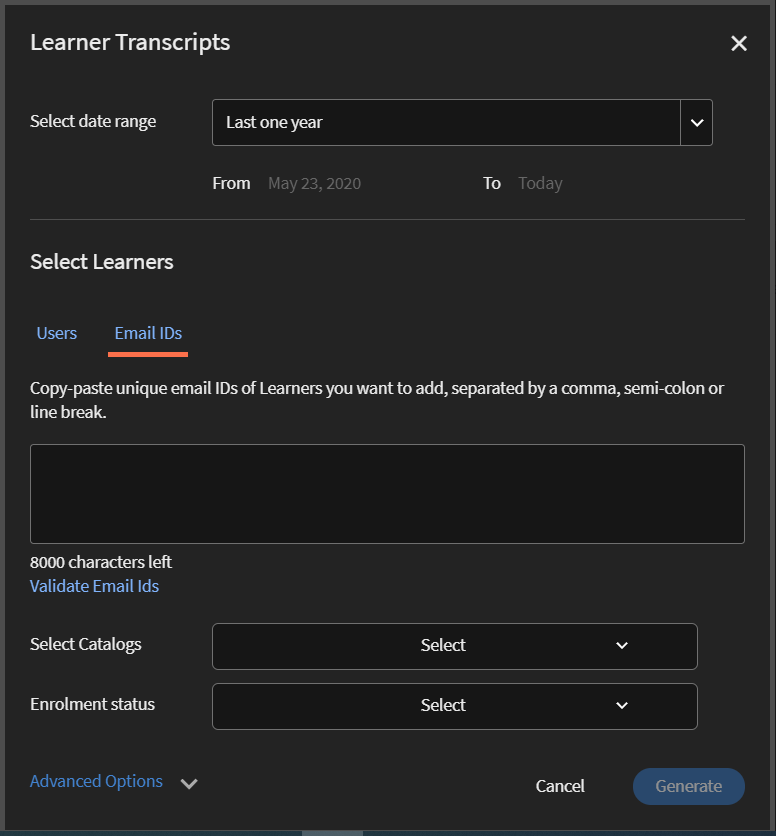 Learner Transcripts
Select date range
Last one year
From May 23, 2020 To Today
Select Learners
Users Email IDs
Copy-paste unique email IDs of Learners you want to add, separated by a comma, semi-colon or
line break.
8000 characters left
Validate Email Ids
Select Catalogs Select
Enrolment status Select
Advanced Options Cancel Generate